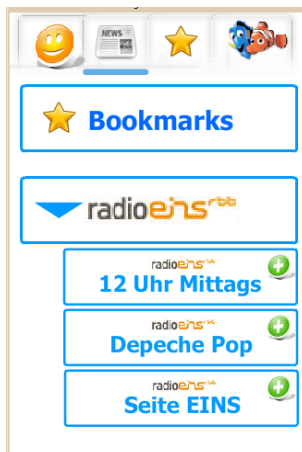 NEWS
Bookmarks
radioeins rbb
radioeins rbb
12 Uhr Mittags
radioeins rbb
Depeche Pop
radioeins rbb
Seite EINS